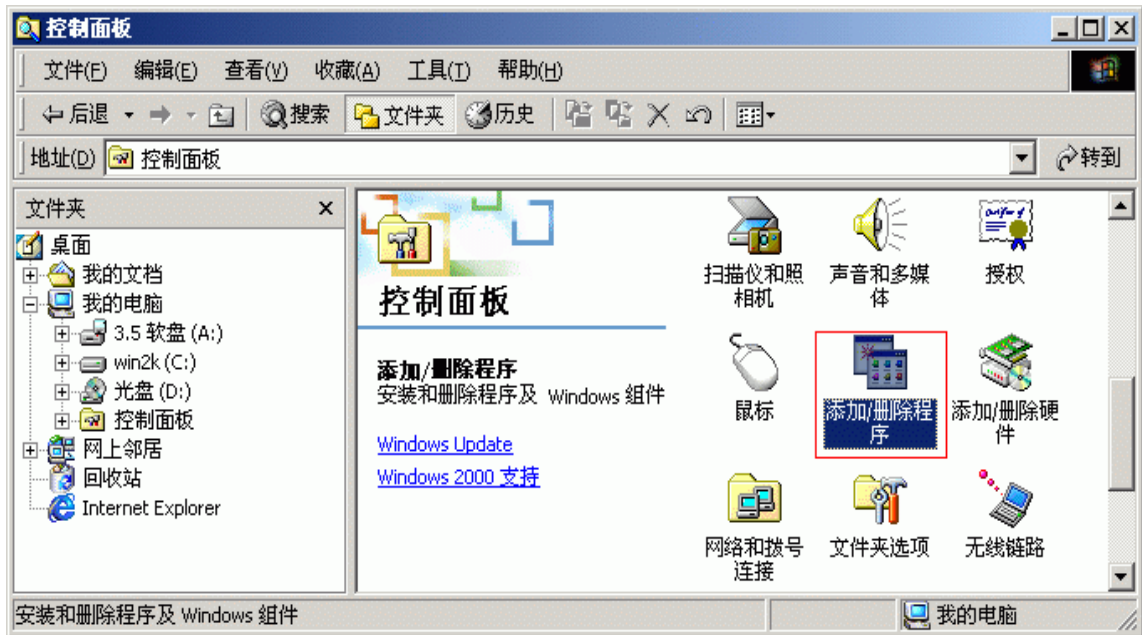 控制面板
文件(F) 编辑(E) 查看(V) 收藏(A) 工具(T) 帮助(H)
后退 搜索 文件夹 历史
地址(D) 控制面板 转到
文件夹
桌面
我的文档
我的电脑
3.5 软盘 (A:)
win2k (C:)
光盘 (D:)
控制面板
网上邻居
回收站
Internet Explorer
控制面板
添加/删除程序
安装和删除程序及 Windows 组件
Windows Update
Windows 2000 支持
扫描仪和照
相机
声音和多媒
体
授权
鼠标
添加/删除程
序
添加/删除硬
件
网络和拨号
连接
文件夹选项
无线链路
安装和删除程序及 Windows 组件
我的电脑